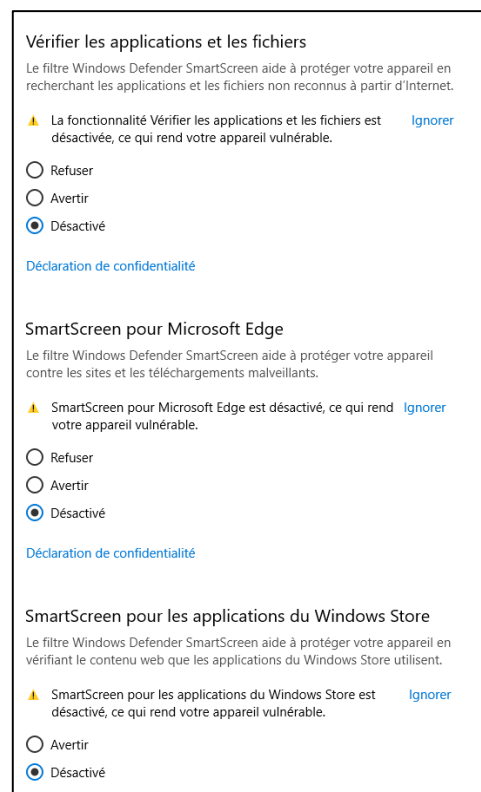 Vérifier les applications et les fichiers
Le filtre Windows Defender SmartScreen aide à protéger votre appareil en
recherchant les applications et les fichiers non reconnus à partir d'Internet.
La fonctionnalité Vérifier les applications et les fichiers est Ignorer
désactivée, ce qui rend votre appareil vulnérable.
Refuser
Avertir
Désactivé
Déclaration de confidentialité
SmartScreen pour Microsoft Edge
Le filtre Windows Defender SmartScreen aide à protéger votre appareil
contre les sites et les téléchargements malveillants.
SmartScreen pour Microsoft Edge est désactivé, ce qui rend Ignorer
votre appareil vulnérable.
Refuser
Avertir
Désactivé
Déclaration de confidentialité
SmartScreen pour les applications du Windows Store
Le filtre Windows Defender SmartScreen aide à protéger votre appareil en
vérifiant le contenu web que les applications du Windows Store utilisent.
SmartScreen pour les applications du Windows Store est Ignorer
désactivé, ce qui rend votre appareil vulnérable.
Avertir
Désactivé